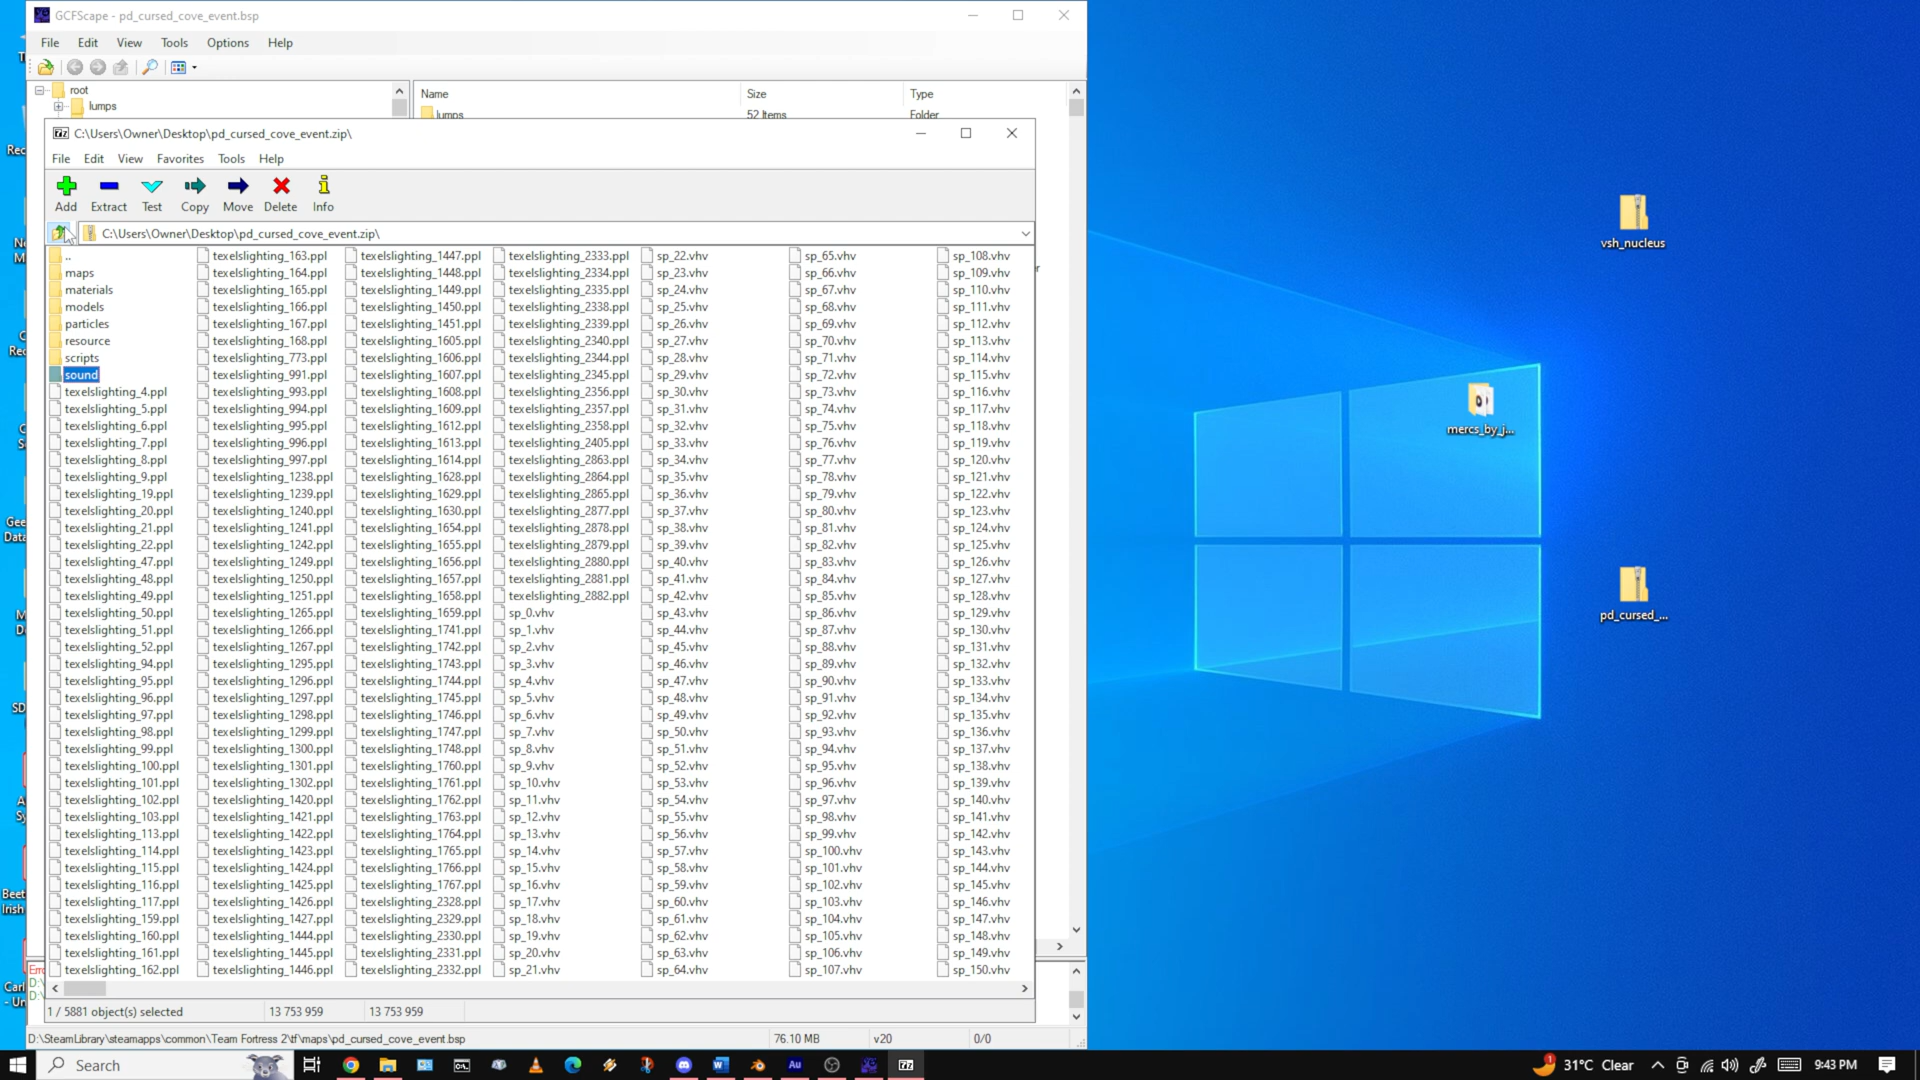 GCFScape - pd_cursed_cove_event.bsp
File Edit View Tools Options Help
root
lumps
Name Size Type
lumps 52 Items Folder
C:\Users\Owner\Desktop\pd_cursed_cove_event.zip\
File Edit View Favorites Tools Help
Add Extract Test Copy Move Delete Info
C:\Users\Owner\Desktop\pd_cursed_cove_event.zip\
.. texelslighting_163.ppl texelslighting_1447.ppl texelslighting_2333.ppl sp_22.vhv sp_65.vhv sp_108.vhv
maps texelslighting_164.ppl texelslighting_1448.ppl texelslighting_2334.ppl sp_23.vhv sp_66.vhv sp_109.vhv
materials texelslighting_165.ppl texelslighting_1449.ppl texelslighting_2335.ppl sp_24.vhv sp_67.vhv sp_110.vhv
models texelslighting_166.ppl texelslighting_1450.ppl texelslighting_2338.ppl sp_25.vhv sp_68.vhv sp_111.vhv
particles texelslighting_167.ppl texelslighting_1451.ppl texelslighting_2339.ppl sp_26.vhv sp_69.vhv sp_112.vhv
resource texelslighting_168.ppl texelslighting_1605.ppl texelslighting_2340.ppl sp_27.vhv sp_70.vhv sp_113.vhv
scripts texelslighting_773.ppl texelslighting_1606.ppl texelslighting_2344.ppl sp_28.vhv sp_71.vhv sp_114.vhv
sound texelslighting_991.ppl texelslighting_1607.ppl texelslighting_2345.ppl sp_29.vhv sp_72.vhv sp_115.vhv
texelslighting_4.ppl texelslighting_993.ppl texelslighting_1608.ppl texelslighting_2356.ppl sp_30.vhv sp_73.vhv sp_116.vhv
texelslighting_5.ppl texelslighting_994.ppl texelslighting_1609.ppl texelslighting_2357.ppl sp_31.vhv sp_74.vhv sp_117.vhv
texelslighting_6.ppl texelslighting_995.ppl texelslighting_1612.ppl texelslighting_2358.ppl sp_32.vhv sp_75.vhv sp_118.vhv
texelslighting_7.ppl texelslighting_996.ppl texelslighting_1613.ppl texelslighting_2405.ppl sp_33.vhv sp_76.vhv sp_119.vhv
texelslighting_8.ppl texelslighting_997.ppl texelslighting_1614.ppl texelslighting_2863.ppl sp_34.vhv sp_77.vhv sp_120.vhv
texelslighting_9.ppl texelslighting_1238.ppl texelslighting_1628.ppl texelslighting_2864.ppl sp_35.vhv sp_78.vhv sp_121.vhv
texelslighting_19.ppl texelslighting_1239.ppl texelslighting_1629.ppl texelslighting_2865.ppl sp_36.vhv sp_79.vhv sp_122.vhv
texelslighting_20.ppl texelslighting_1240.ppl texelslighting_1630.ppl texelslighting_2877.ppl sp_37.vhv sp_80.vhv sp_123.vhv
texelslighting_21.ppl texelslighting_1241.ppl texelslighting_1654.ppl texelslighting_2878.ppl sp_38.vhv sp_81.vhv sp_124.vhv
texelslighting_22.ppl texelslighting_1242.ppl texelslighting_1655.ppl texelslighting_2879.ppl sp_39.vhv sp_82.vhv sp_125.vhv
texelslighting_47.ppl texelslighting_1249.ppl texelslighting_1656.ppl texelslighting_2880.ppl sp_40.vhv sp_83.vhv sp_126.vhv
texelslighting_48.ppl texelslighting_1250.ppl texelslighting_1657.ppl texelslighting_2881.ppl sp_41.vhv sp_84.vhv sp_127.vhv
texelslighting_49.ppl texelslighting_1251.ppl texelslighting_1658.ppl texelslighting_2882.ppl sp_42.vhv sp_85.vhv sp_128.vhv
texelslighting_50.ppl texelslighting_1265.ppl texelslighting_1659.ppl sp_0.vhv sp_43.vhv sp_86.vhv sp_129.vhv
texelslighting_51.ppl texelslighting_1266.ppl texelslighting_1741.ppl sp_1.vhv sp_44.vhv sp_87.vhv sp_130.vhv
texelslighting_52.ppl texelslighting_1267.ppl texelslighting_1742.ppl sp_2.vhv sp_45.vhv sp_88.vhv sp_131.vhv
texelslighting_94.ppl texelslighting_1295.ppl texelslighting_1743.ppl sp_3.vhv sp_46.vhv sp_89.vhv sp_132.vhv
texelslighting_95.ppl texelslighting_1296.ppl texelslighting_1744.ppl sp_4.vhv sp_47.vhv sp_90.vhv sp_133.vhv
texelslighting_96.ppl texelslighting_1297.ppl texelslighting_1745.ppl sp_5.vhv sp_48.vhv sp_91.vhv sp_134.vhv
texelslighting_97.ppl texelslighting_1298.ppl texelslighting_1746.ppl sp_6.vhv sp_49.vhv sp_92.vhv sp_135.vhv
texelslighting_98.ppl texelslighting_1299.ppl texelslighting_1747.ppl sp_7.vhv sp_50.vhv sp_93.vhv sp_136.vhv
texelslighting_99.ppl texelslighting_1300.ppl texelslighting_1748.ppl sp_8.vhv sp_51.vhv sp_94.vhv sp_137.vhv
texelslighting_100.ppl texelslighting_1301.ppl texelslighting_1760.ppl sp_9.vhv sp_52.vhv sp_95.vhv sp_138.vhv
texelslighting_101.ppl texelslighting_1302.ppl texelslighting_1761.ppl sp_10.vhv sp_53.vhv sp_96.vhv sp_139.vhv
texelslighting_102.ppl texelslighting_1420.ppl texelslighting_1762.ppl sp_11.vhv sp_54.vhv sp_97.vhv sp_140.vhv
texelslighting_103.ppl texelslighting_1421.ppl texelslighting_1763.ppl sp_12.vhv sp_55.vhv sp_98.vhv sp_141.vhv
texelslighting_113.ppl texelslighting_1422.ppl texelslighting_1764.ppl sp_13.vhv sp_56.vhv sp_99.vhv sp_142.vhv
texelslighting_114.ppl texelslighting_1423.ppl texelslighting_1765.ppl sp_14.vhv sp_57.vhv sp_100.vhv sp_143.vhv
texelslighting_115.ppl texelslighting_1424.ppl texelslighting_1766.ppl sp_15.vhv sp_58.vhv sp_101.vhv sp_144.vhv
texelslighting_116.ppl texelslighting_1425.ppl texelslighting_1767.ppl sp_16.vhv sp_59.vhv sp_102.vhv sp_145.vhv
texelslighting_117.ppl texelslighting_1426.ppl texelslighting_2328.ppl sp_17.vhv sp_60.vhv sp_103.vhv sp_146.vhv
texelslighting_159.ppl texelslighting_1427.ppl texelslighting_2329.ppl sp_18.vhv sp_61.vhv sp_104.vhv sp_147.vhv
texelslighting_160.ppl texelslighting_1444.ppl texelslighting_2330.ppl sp_19.vhv sp_62.vhv sp_105.vhv sp_148.vhv
texelslighting_161.ppl texelslighting_1445.ppl texelslighting_2331.ppl sp_20.vhv sp_63.vhv sp_106.vhv sp_149.vhv
texelslighting_162.ppl texelslighting_1446.ppl texelslighting_2332.ppl sp_21.vhv sp_64.vhv sp_107.vhv sp_150.vhv
1 / 5881 object(s) selected 13 753 959 13 753 959
D:\SteamLibrary\steamapps\common\Team Fortress 2\tf\maps\pd_cursed_cove_event.bsp 76.10 MB v20 0/0
vsh_nucleus
mercs_by_j...
pd_cursed_...
Search
31°C Clear
9:43 PM